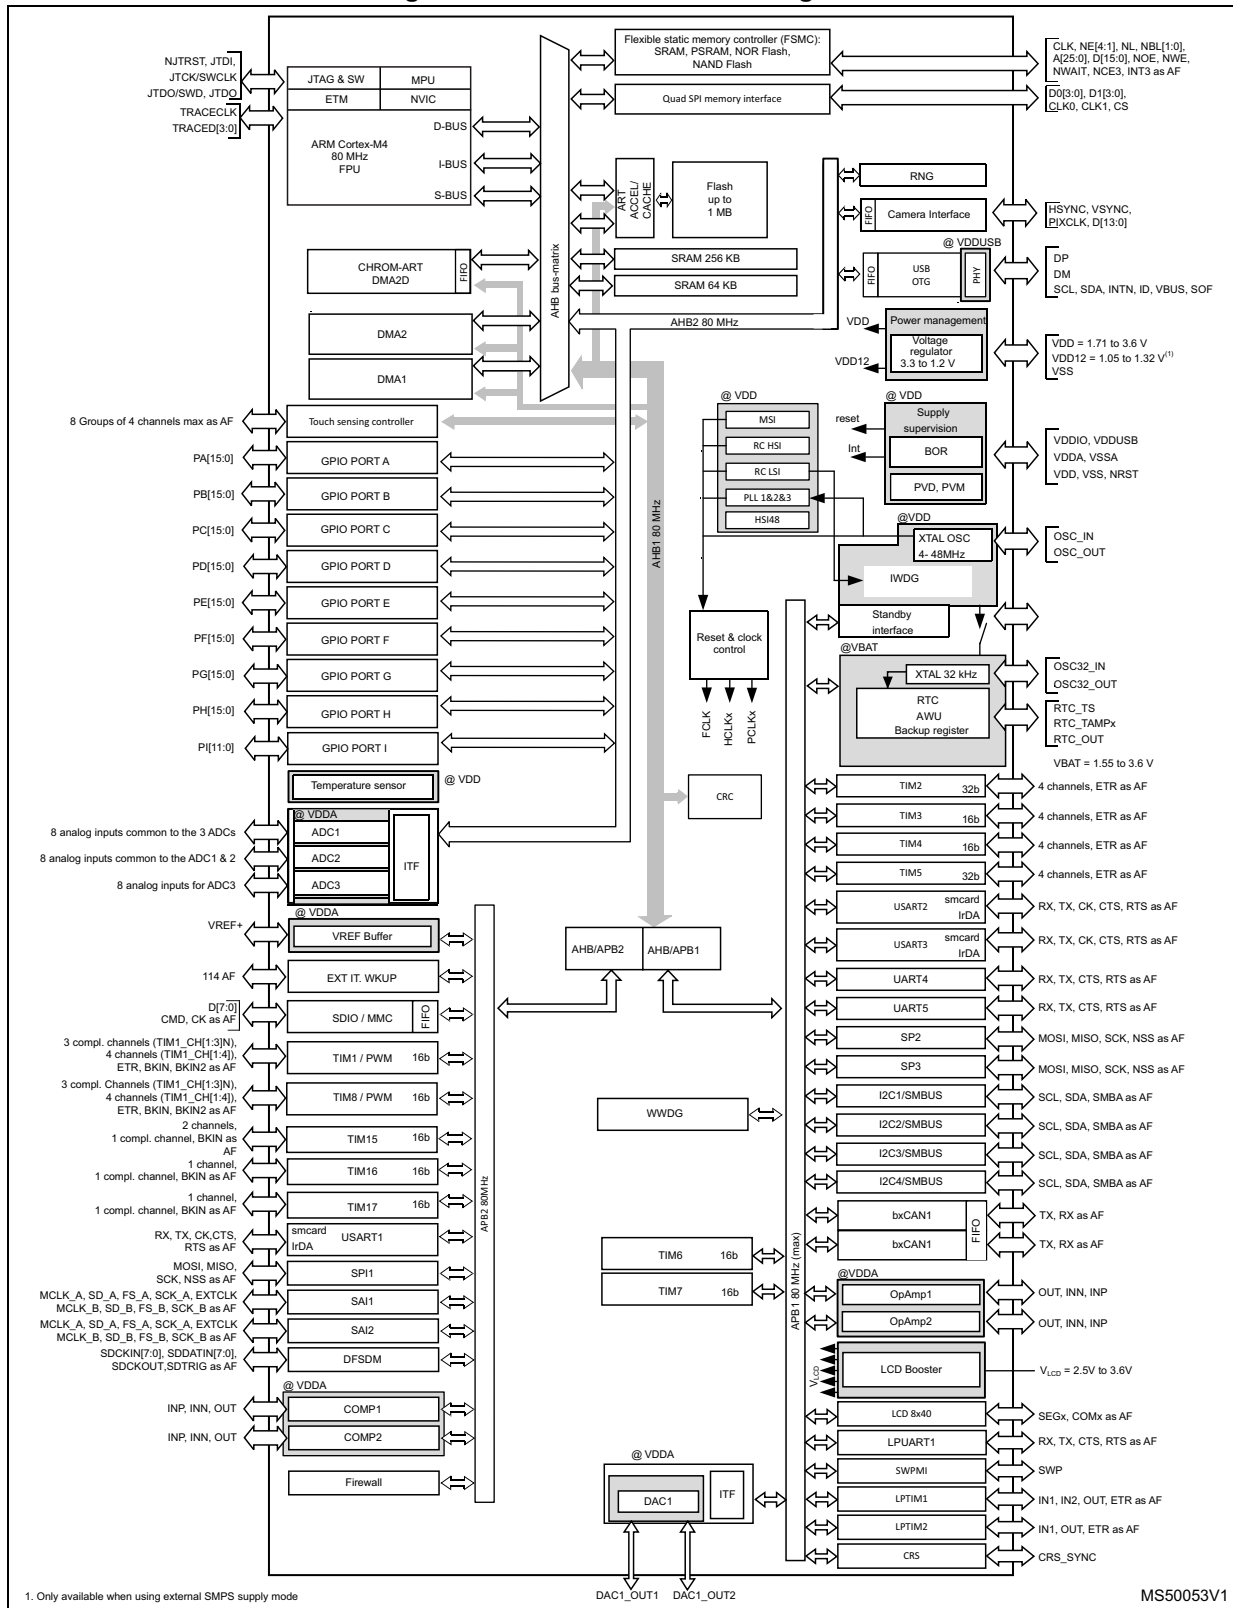 Flexible static memory controller (FSMC):
SRAM, PSRAM, NOR Flash,
NAND Flash
CLK, NE[4:1], NL, NBL[1:0],
A[25:0], D[15:0], NOE, NWE,
NWAIT, NCE3, INT3 as AF
Quad SPI memory interface
D0[3:0], D1[3:0],
CLK0, CLK1, CS
NJTRST, JTDI,
JTCK/SWCLK
JTDO/SWD, JTDO
TRACECLK
TRACED[3:0]
JTAG & SW
MPU
ETM
NVIC
D-BUS
ARM Cortex-M4
80 MHz
FPU
I-BUS
S-BUS
AHB bus-matrix
ART
ACCEL/
CACHE
Flash
up to
1 MB
RNG
FIFO
Camera Interface
HSYNC, VSYNC,
PIXCLK, D[13:0]
@ VDDUSB
FIFO
USB
OTG
PHY
DP
DM
SCL, SDA, INTN, ID, VBUS, SOF
CHROM-ART
DMA2D
FIFO
SRAM 256 KB
SRAM 64 KB
AHB2 80 MHz
DMA2
DMA1
VDD
Power management
Voltage
regulator
3.3 to 1.2 V
VDD12
VDD = 1.71 to 3.6 V
VDD12 = 1.05 to 1.32 V(1)
VSS
@ VDD
MSI
RC HSI
RC LSI
PLL 1&2&3
HSI48
@ VDD
Supply
supervision
reset
Int
BOR
PVD, PVM
VDDIO, VDDUSB
VDDA, VSSA
VDD, VSS, NRST
8 Groups of 4 channels max as AF
Touch sensing controller
PA[15:0]
GPIO PORT A
PB[15:0]
GPIO PORT B
PC[15:0]
GPIO PORT C
PD[15:0]
GPIO PORT D
PE[15:0]
GPIO PORT E
PF[15:0]
GPIO PORT F
PG[15:0]
GPIO PORT G
PH[15:0]
GPIO PORT H
PI[11:0]
GPIO PORT I
AHB1 80 MHz
@VDD
XTAL OSC
4- 48MHz
IWDG
OSC_IN
OSC_OUT
Standby
interface
Reset & clock
control
FCLK
HCLKx
PCLKx
@VBAT
XTAL 32 kHz
RTC
AWU
Backup register
OSC32_IN
OSC32_OUT
RTC_TS
RTC_TAMPx
RTC_OUT
VBAT = 1.55 to 3.6 V
Temperature sensor
@ VDD
CRC
@ VDDA
8 analog inputs common to the 3 ADCs
ADC1
8 analog inputs common to the ADC1 & 2
ADC2
8 analog inputs for ADC3
ADC3
ITF
@ VDDA
VREF+
VREF Buffer
114 AF
EXT IT. WKUP
D[7:0]
CMD, CK as AF
SDIO / MMC
FIFO
3 compl. channels (TIM1_CH[1:3]N),
4 channels (TIM1_CH[1:4]),
ETR, BKIN, BKIN2 as AF
TIM1 / PWM
16b
3 compl. Channels (TIM1_CH[1:3]N),
4 channels (TIM1_CH[1:4]),
ETR, BKIN, BKIN2 as AF
TIM8 / PWM
16b
2 channels,
1 compl. channel, BKIN as
AF
TIM15
16b
1 channel,
1 compl. channel, BKIN as AF
TIM16
16b
1 channel,
1 compl. channel, BKIN as AF
TIM17
16b
RX, TX, CK,CTS,
RTS as AF
smcard
IrDA
USART1
MOSI, MISO,
SCK, NSS as AF
SPI1
MCLK_A, SD_A, FS_A, SCK_A, EXTCLK
MCLK_B, SD_B, FS_B, SCK_B as AF
SAI1
MCLK_A, SD_A, FS_A, SCK_A, EXTCLK
MCLK_B, SD_B, FS_B, SCK_B as AF
SAI2
SDCKIN[7:0], SDDATIN[7:0],
SDCKOUT,SDTRIG as AF
DFSDM
@ VDDA
INP, INN, OUT
COMP1
INP, INN, OUT
COMP2
Firewall
APB2 80MHz
AHB/APB2
AHB/APB1
WWDG
TIM6
16b
TIM7
16b
@ VDDA
DAC1
ITF
DAC1_OUT1
DAC1_OUT2
APB1 80 MHz (max)
TIM2
32b
4 channels, ETR as AF
TIM3
16b
4 channels, ETR as AF
TIM4
16b
4 channels, ETR as AF
TIM5
32b
4 channels, ETR as AF
USART2
smcard
IrDA
RX, TX, CK, CTS, RTS as AF
USART3
smcard
IrDA
RX, TX, CK, CTS, RTS as AF
UART4
RX, TX, CTS, RTS as AF
UART5
RX, TX, CTS, RTS as AF
SP2
MOSI, MISO, SCK, NSS as AF
SP3
MOSI, MISO, SCK, NSS as AF
I2C1/SMBUS
SCL, SDA, SMBA as AF
I2C2/SMBUS
SCL, SDA, SMBA as AF
I2C3/SMBUS
SCL, SDA, SMBA as AF
I2C4/SMBUS
SCL, SDA, SMBA as AF
bxCAN1
FIFO
TX, RX as AF
bxCAN1
TX, RX as AF
@VDDA
OpAmp1
OUT, INN, INP
OpAmp2
OUT, INN, INP
VLCD
LCD Booster
VLCD = 2.5V to 3.6V
LCD 8x40
SEGx, COMx as AF
LPUART1
RX, TX, CTS, RTS as AF
SWPMI
SWP
LPTIM1
IN1, IN2, OUT, ETR as AF
LPTIM2
IN1, OUT, ETR as AF
CRS
CRS_SYNC
1. Only available when using external SMPS supply mode
MS50053V1